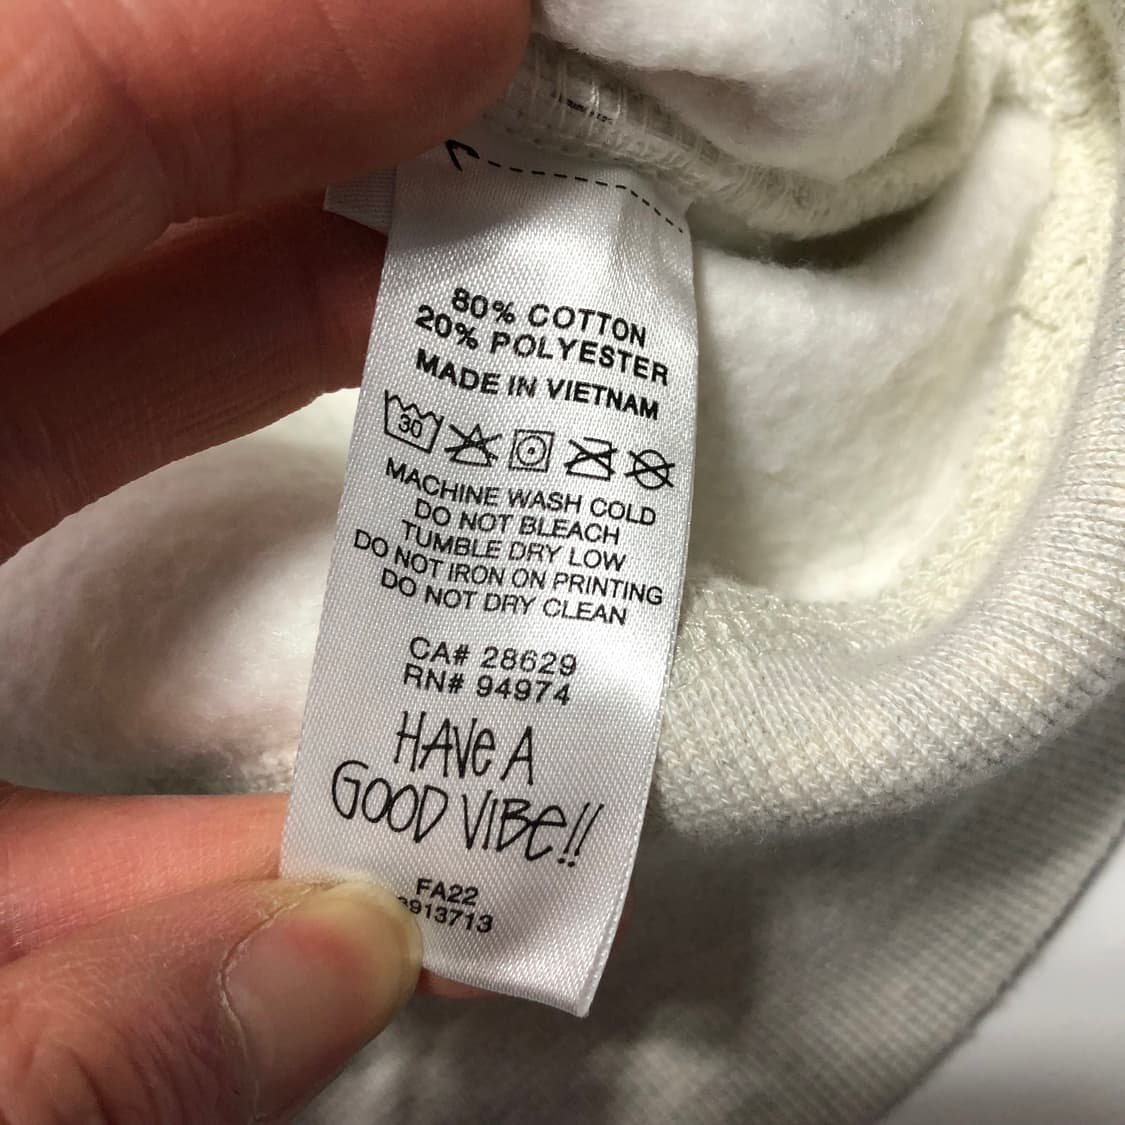 80% COTTON
20% POLYESTER
MADE IN VIETNAM
30
MACHINE WASH COLD
DO NOT BLEACH
TUMBLE DRY LOW
DO NOT IRON ON PRINTING
DO NOT DRY CLEAN
CA# 28629
RN# 94974
HAVE A
GOOD VIBE!!
FA22